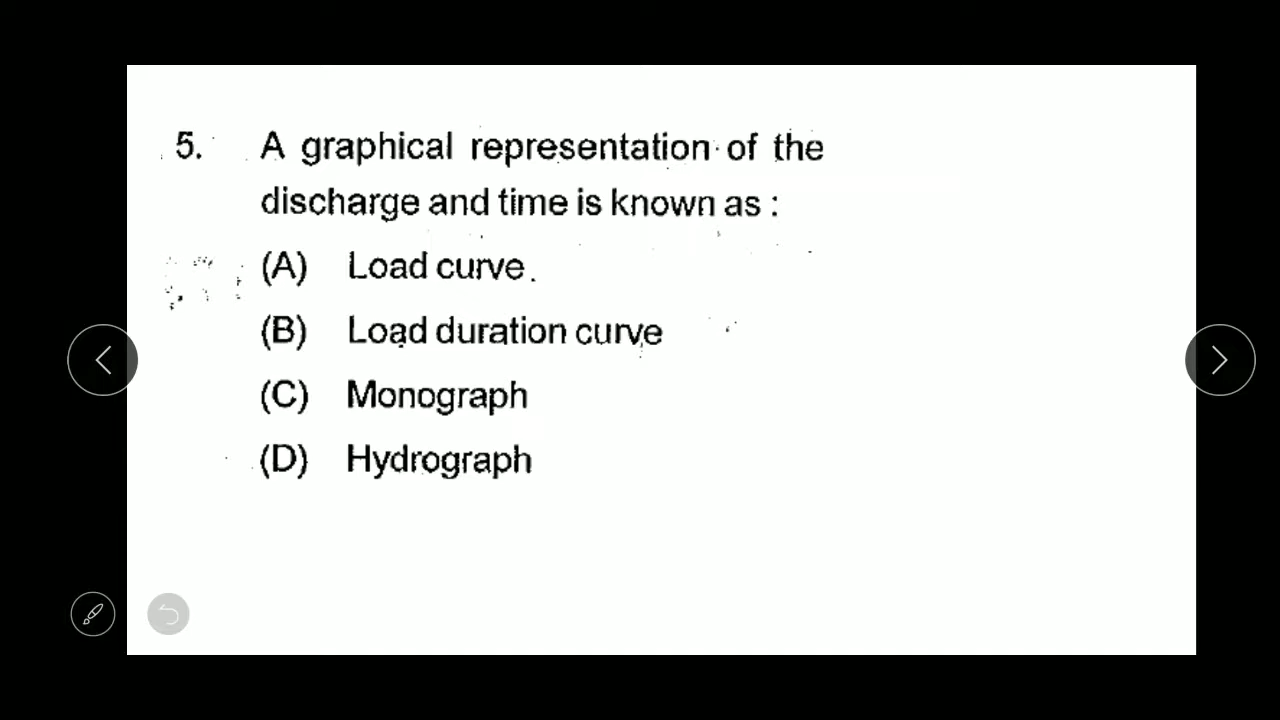 5. A graphical representation of the
discharge and time is known as :
(A) Load curve.
(B) Load duration curve
(C) Monograph
(D) Hydrograph